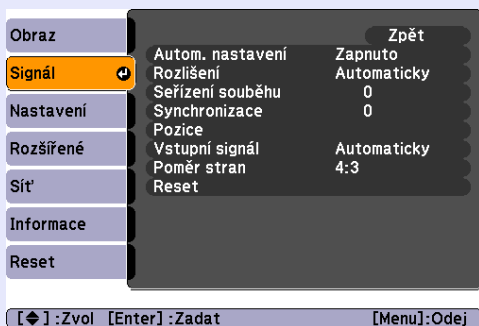 Obraz
Signál
Nastavení
Rozšířené
Síť
Informace
Reset
Zpět
Autom. nastavení Zapnuto
Rozlišení Automaticky
Seřízení souběhu 0
Synchronizace 0
Pozice
Vstupní signál Automaticky
Poměr stran 4:3
Reset
[◆] :Zvol [Enter] :Zadat [Menu]:Odej